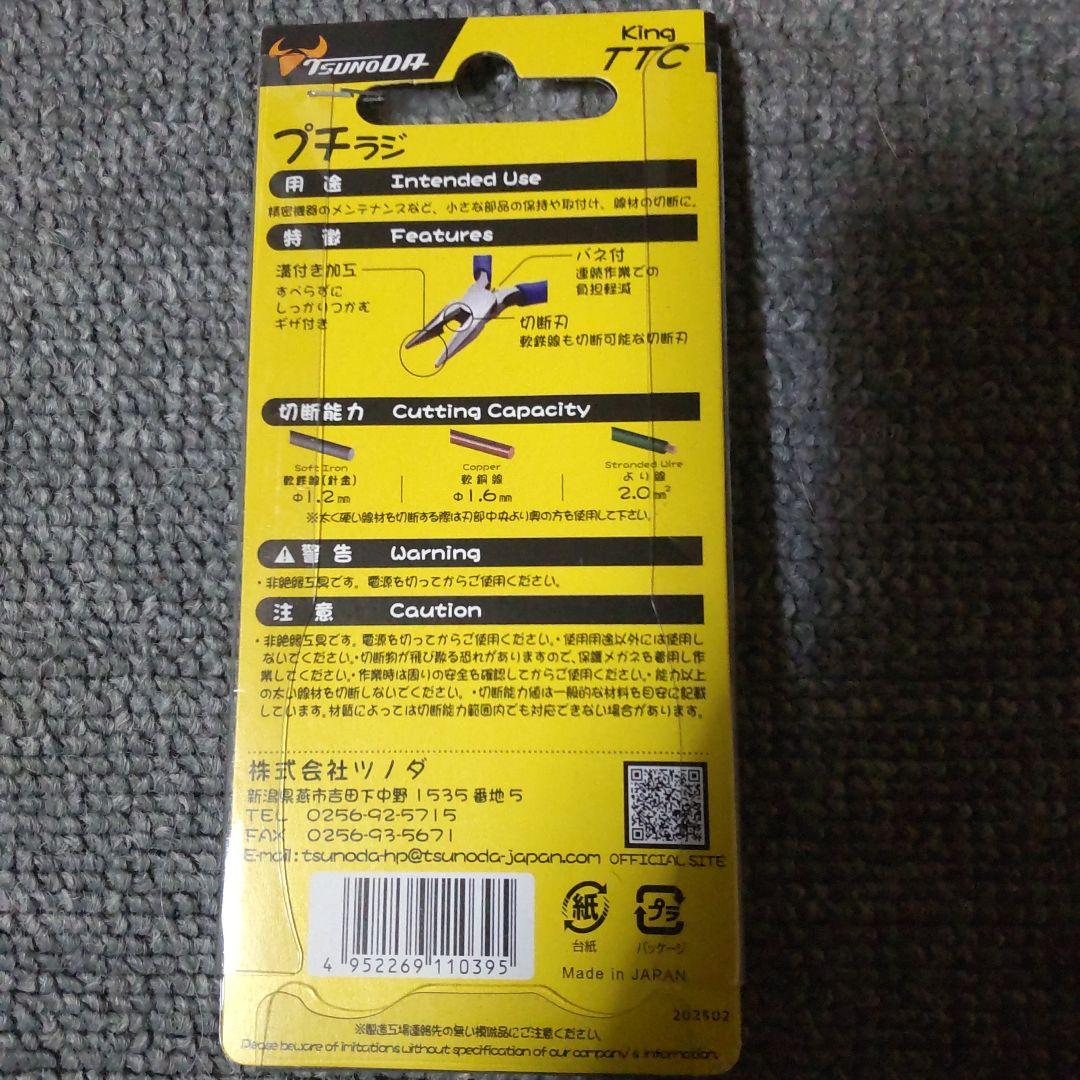 TSUNODA
King
TTC
プチラジ
用途 Intended Use
精密機器のメンテナンスなど、小さな部品の保持や取付け、線材の切断に。
特徴 Features
溝付き加工
すべらずに
しっかりつかむ
ギザ付き
バネ付
連続作業での
負担軽減
切断刃
軟鉄線も切断可能な切断刃
切断能力 Cutting Capacity
Soft Iron
軟鉄線(針金)
Φ1.2mm
Copper
軟銅線
Φ1.6mm
Stranded Wire
より線
2.0mm²
※太く硬い線材を切断する際は刃部中央より奥の方を使用して下さい。
警告 Warning
・非絶縁工具です。電源を切ってからご使用ください。
注意 Caution
・非絶縁工具です。電源を切ってからご使用ください。・使用用途以外には使用し
ないでください。・切断物が飛び散る恐れがありますので、保護メガネを着用し作
業してください。・作業時は周りの安全を確認してからご使用ください。・能力以上
の太い線材を切断しないでください。・切断能力値は一般的な材料を目安に記載
しています。材質によっては切断能力範囲内でも対応できない場合があります。
株式会社ツノダ
新潟県燕市吉田下中野1535番地5
TEL 0256-92-5715
FAX 0256-93-5671
E-mail:tsunoda-hp@tsunoda-japan.com OFFICIAL SITE
4 952269 110395
紙
台紙
プラ
パッケージ
Made in JAPAN
202502
※製造工場連絡先の無い模倣品にご注意ください。
Please beware of imitations without specification of our company's information.